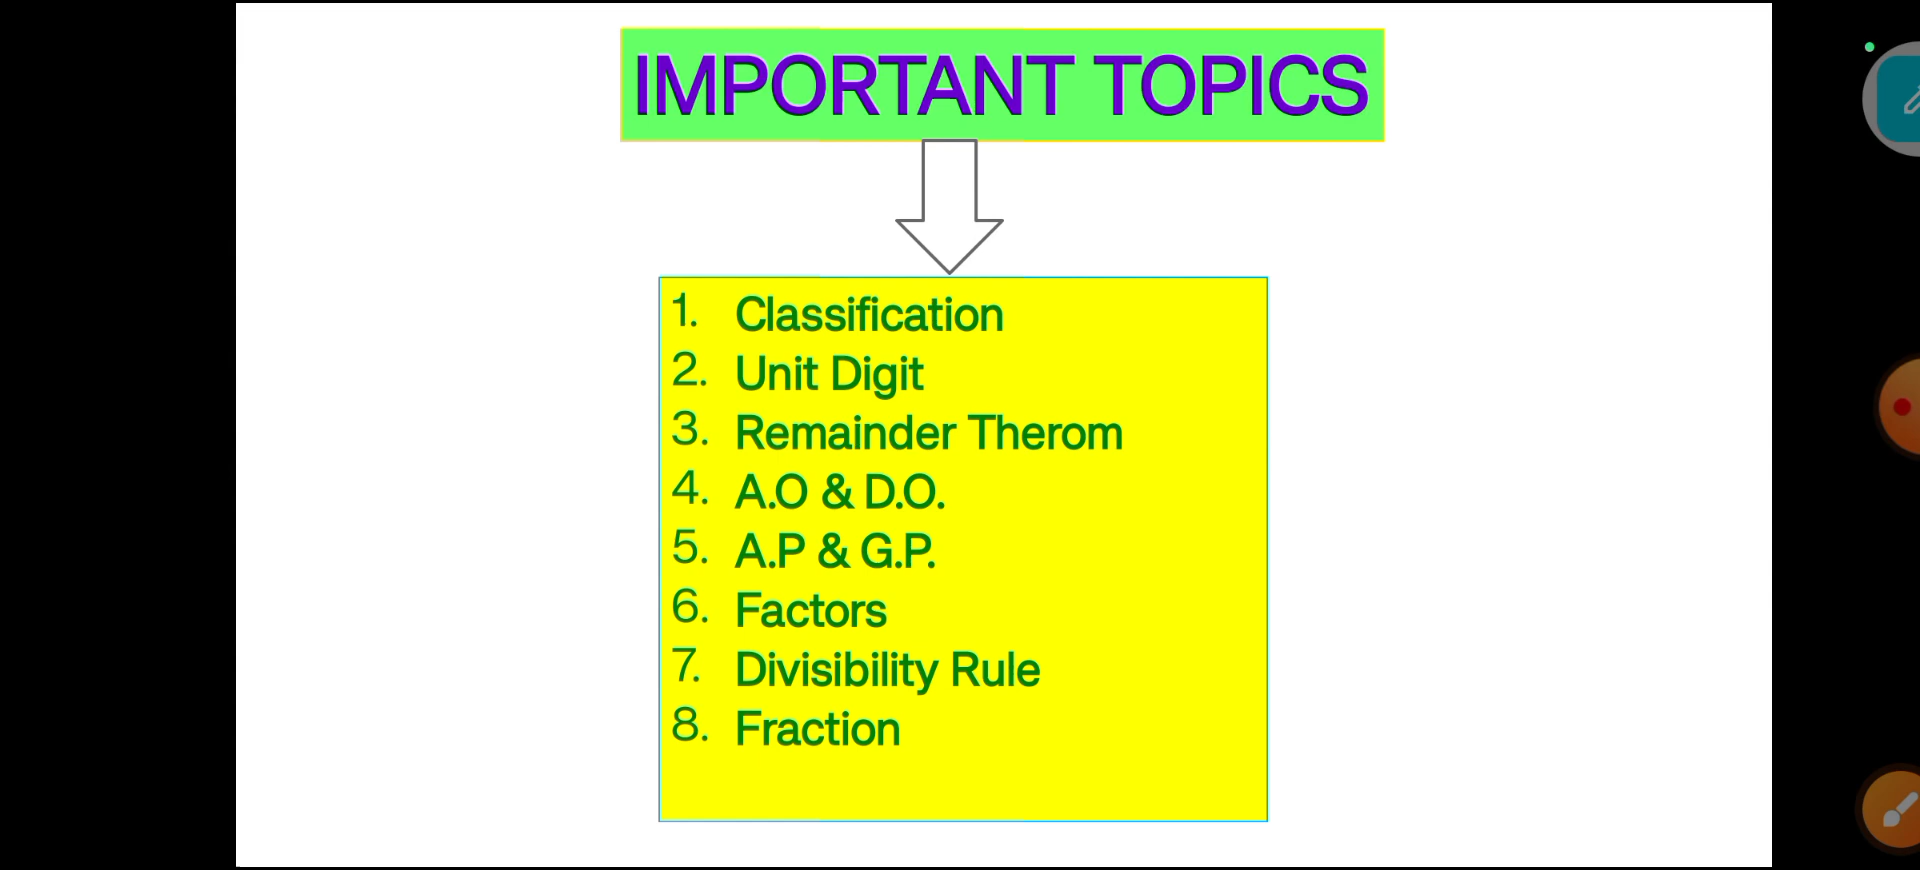 IMPORTANT TOPICS
1. Classification
2. Unit Digit
3. Remainder Therom
4. A.O & D.O.
5. A.P & G.P.
6. Factors
7. Divisibility Rule
8. Fraction